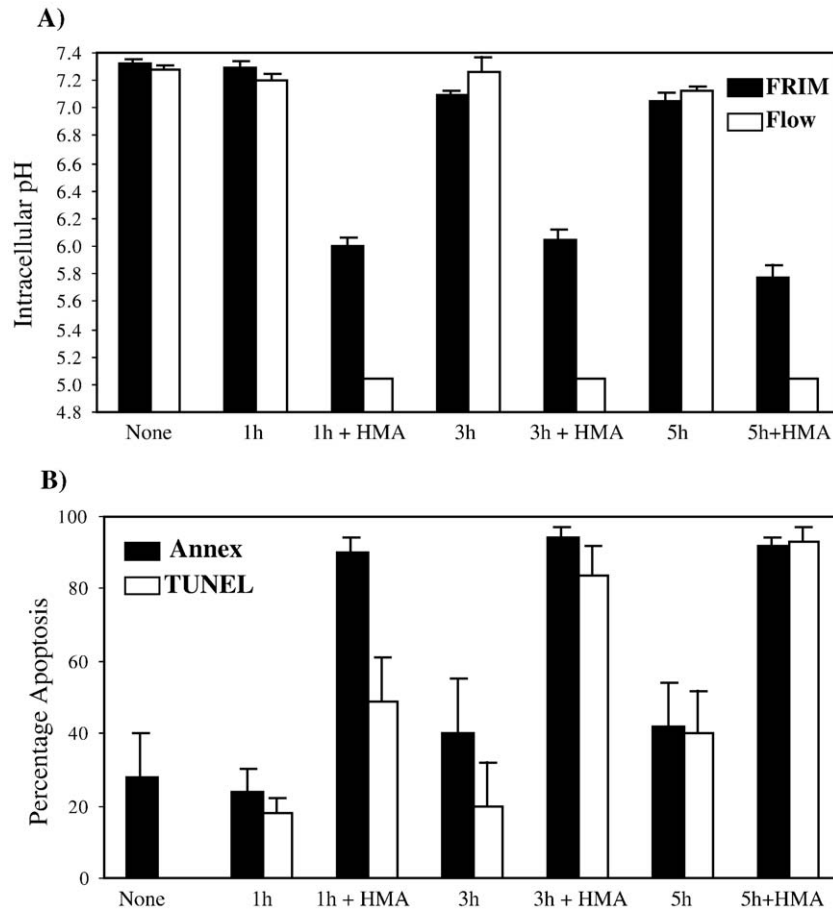 A)
Intracellular pH
7.4
7.2
7.0
6.8
6.6
6.4
6.2
6.0
5.8
5.6
5.4
5.2
5.0
4.8
FRIM
Flow
None 1h 1h + HMA 3h 3h + HMA 5h 5h+HMA
B)
Percentage Apoptosis
100
80
60
40
20
0
Annex
TUNEL
None 1h 1h + HMA 3h 3h + HMA 5h 5h+HMA